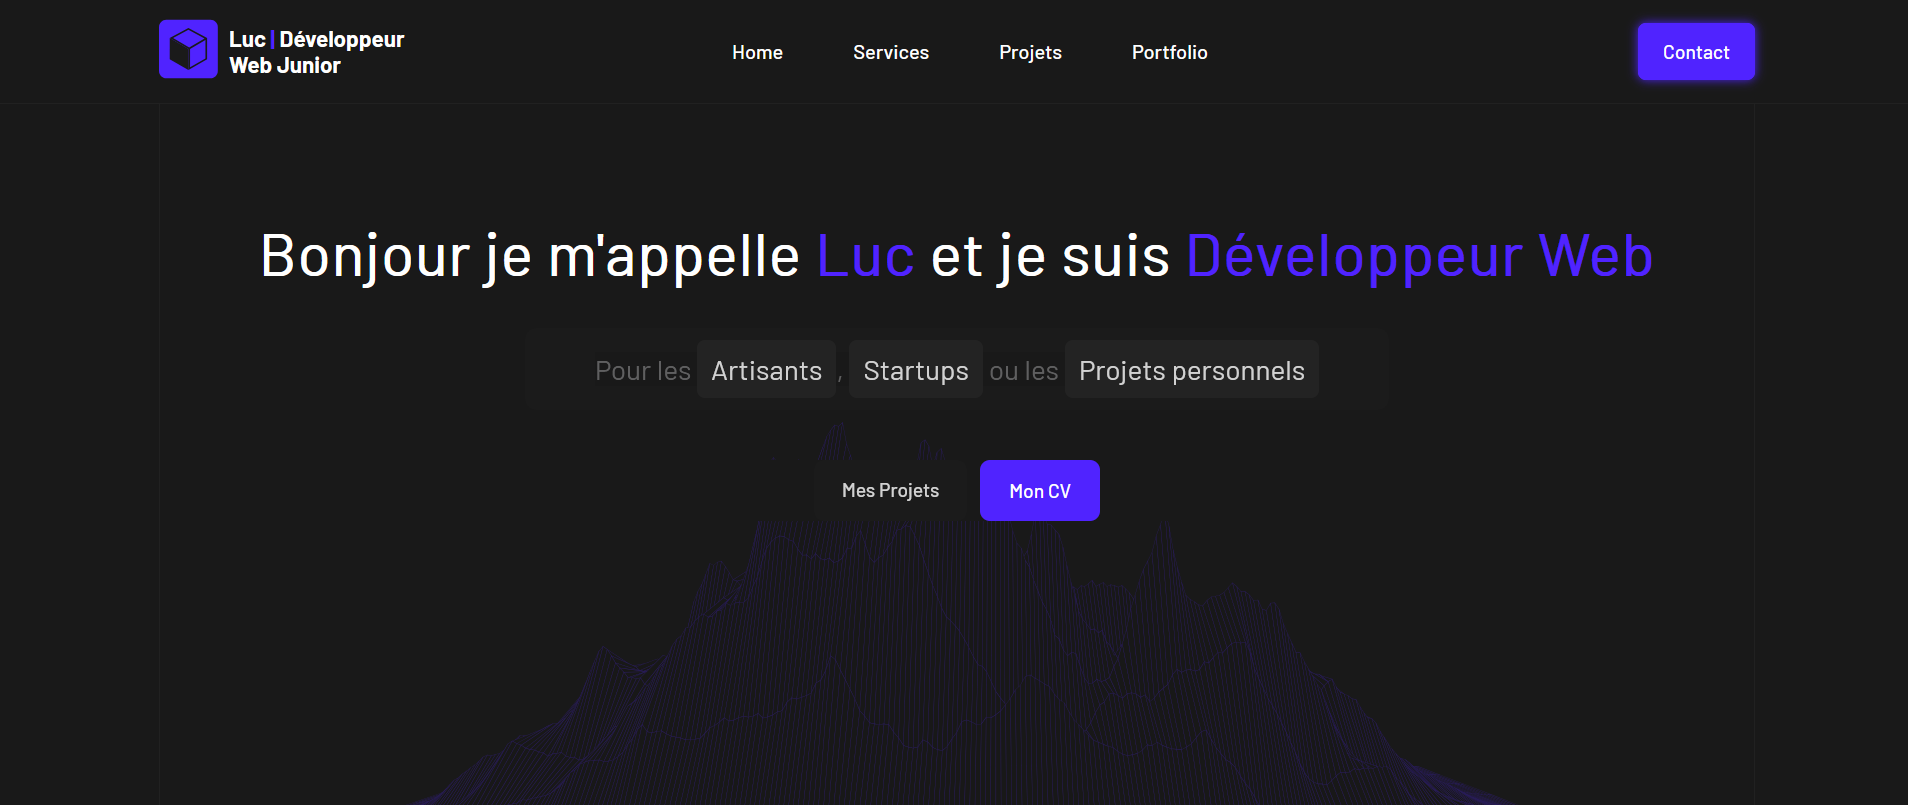 Luc | Développeur
Web Junior
Home
Services
Projets
Portfolio
Contact
Bonjour je m'appelle Luc et je suis Développeur Web
Pour les Artisants , Startups ou les Projets personnels
Mes Projets
Mon CV